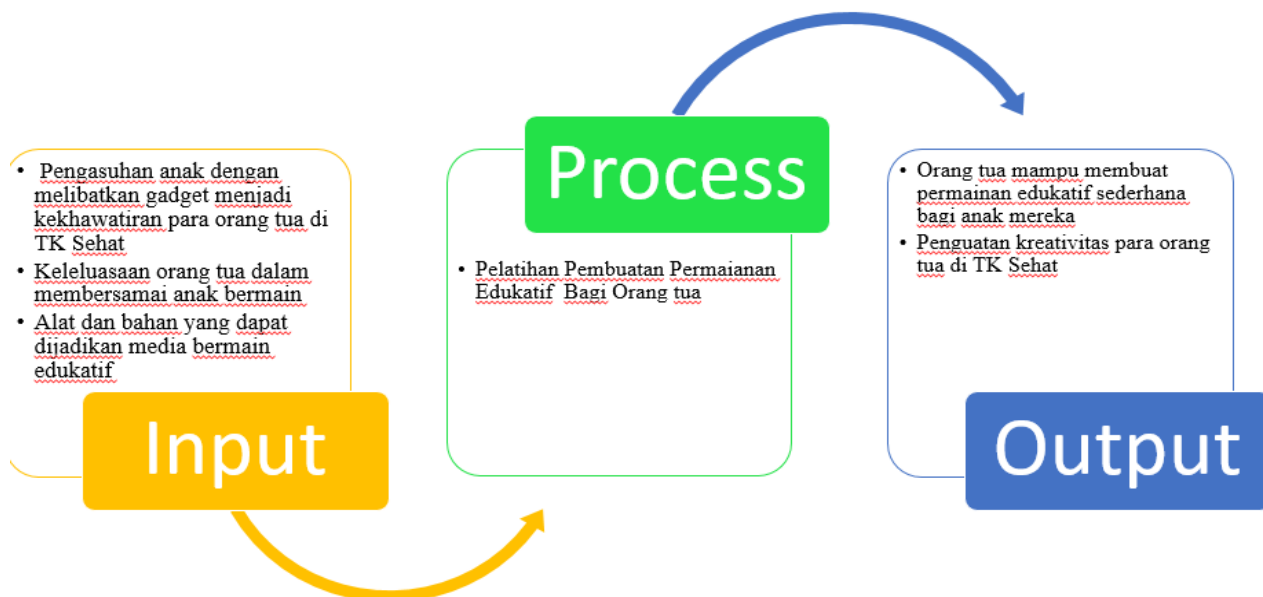 • Pengasuhan anak dengan
melibatkan gadget menjadi
kekhawatiran para orang tua di
TK Sehat
• Keleluasaan orang tua dalam
membersamai anak bermain
• Alat dan bahan yang dapat
dijadikan media bermain
edukatif
Input
Process
• Pelatihan Pembuatan Permaianan
Edukatif Bagi Orang tua
• Orang tua mampu membuat
permainan edukatif sederhana
bagi anak mereka
• Penguatan kreativitas para orang
tua di TK Sehat
Output